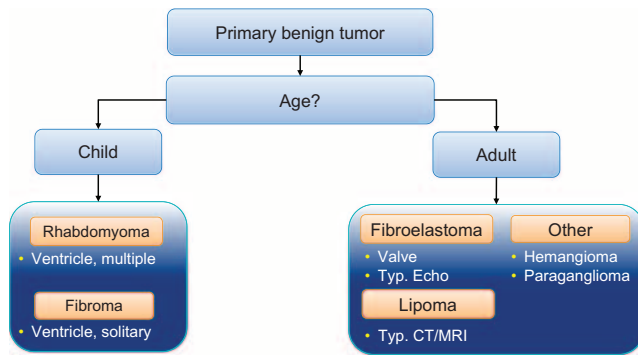 Primary benign tumor
Age?
Child
Adult
Rhabdomyoma
• Ventricle, multiple
Fibroma
• Ventricle, solitary
Fibroelastoma
• Valve
• Typ. Echo
Lipoma
• Typ. CT/MRI
Other
• Hemangioma
• Paraganglioma